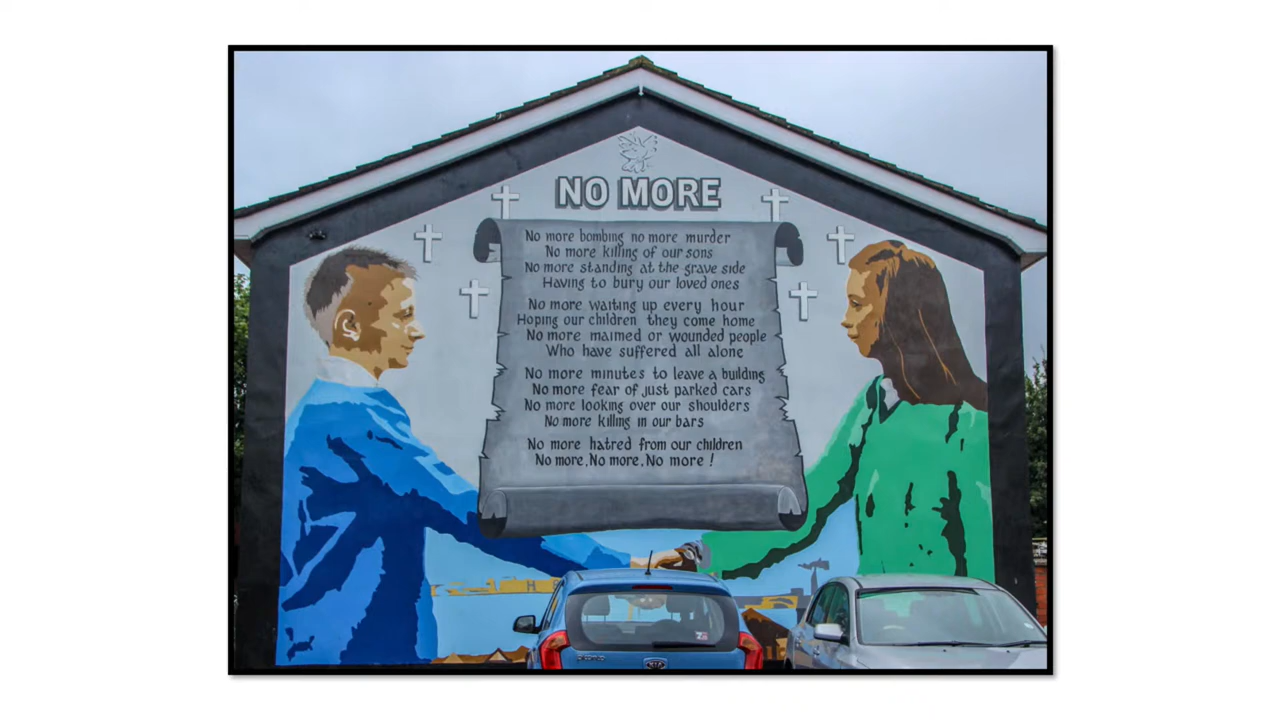 NO MORE
No more bombing no more murder
No more killing of our sons
No more standing at the grave side
Having to bury our loved ones
No more waiting up every hour
Hoping our children they come home
No more maimed or wounded people
Who have suffered all alone
No more minutes to leave a building
No more fear of just parked cars
No more looking over our shoulders
No more killing in our bars
No more hatred from our children
No more, No more, No more !
KIA